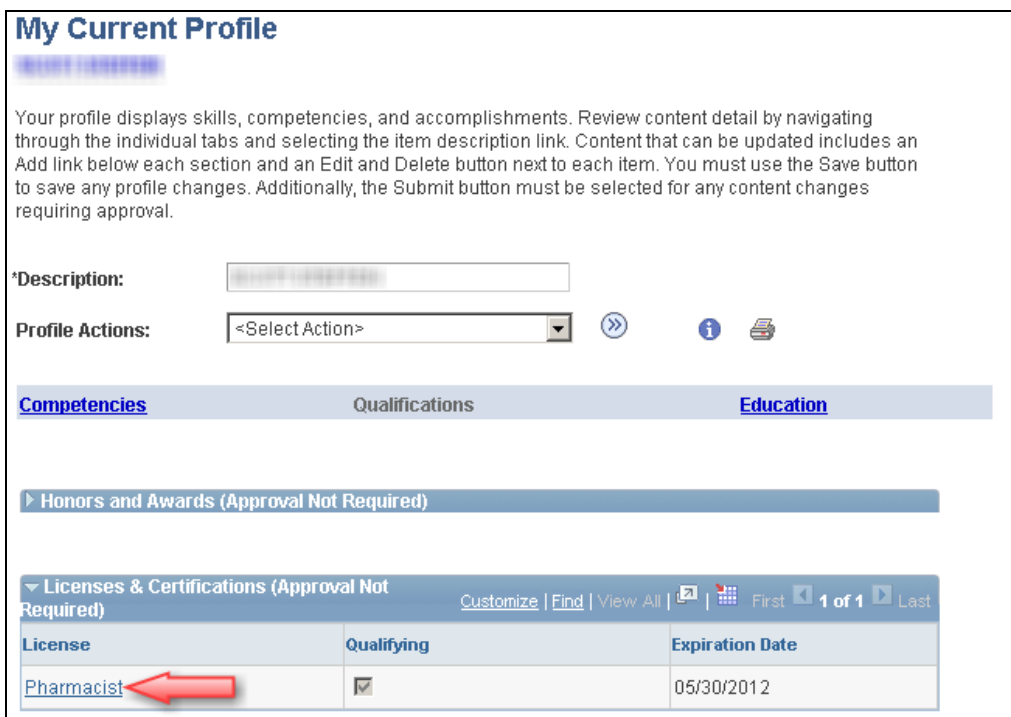 My Current Profile
Your profile displays skills, competencies, and accomplishments. Review content detail by navigating
through the individual tabs and selecting the item description link. Content that can be updated includes an
Add link below each section and an Edit and Delete button next to each item. You must use the Save button
to save any profile changes. Additionally, the Submit button must be selected for any content changes
requiring approval.
*Description:
Profile Actions: <Select Action>
Competencies Qualifications Education
Honors and Awards (Approval Not Required)
Licenses & Certifications (Approval Not
Required) Customize | Find | View All | | First 1 of 1 Last
License Qualifying Expiration Date
Pharmacist 05/30/2012